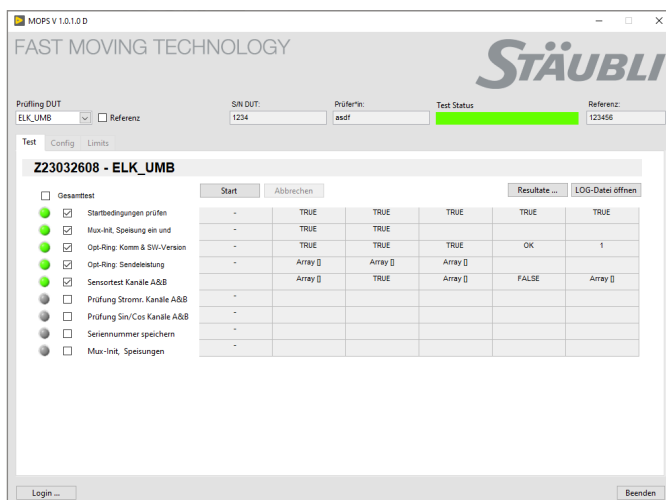 MOPS V 1.0.1.0 D
FAST MOVING TECHNOLOGY
STÄUBLI
Prüfling DUT S/N DUT: Prüfer*in: Test Status Referenz:
ELK_UMB Referenz 1234 asdf 123456
Test Config Limits
Z23032608 - ELK_UMB
Gesamttest Start Abbrechen Resultate ... LOG-Datei öffnen
Startbedingungen prüfen - TRUE TRUE TRUE TRUE TRUE
Mux-Init, Speisung ein und - TRUE TRUE
Opt-Ring: Komm & SW-Version - TRUE TRUE TRUE OK 1
Opt-Ring: Sendeleistung - Array [] Array [] Array []
Sensortest Kanäle A&B Array [] TRUE Array [] FALSE Array []
Prüfung Stromr. Kanäle A&B -
Prüfung Sin/Cos Kanäle A&B -
Seriennummer speichern -
Mux-Init, Speisungen -
Login ... Beenden